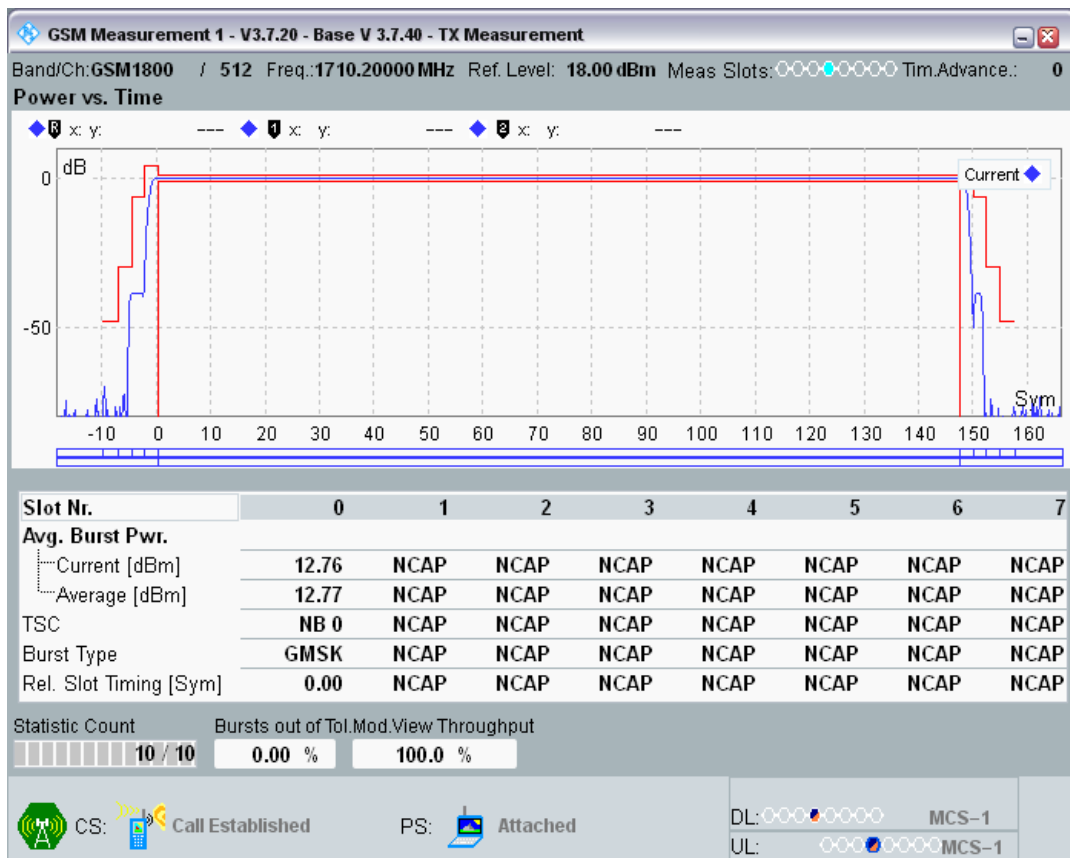 GSM Measurement 1 - V3.7.20 - Base V 3.7.40 - TX Measurement
Band/Ch:GSM1800 / 512 Freq.:1710.20000 MHz Ref. Level: 18.00 dBm Meas Slots: Tim.Advance.: 0
Power vs. Time
R x: y: --- 1 x: y: --- 2 x: y: ---
dB
Current
0
-50
Sym
-10 0 10 20 30 40 50 60 70 80 90 100 110 120 130 140 150 160
Slot Nr. 0 1 2 3 4 5 6 7
Avg. Burst Pwr.
Current [dBm] 12.76 NCAP NCAP NCAP NCAP NCAP NCAP NCAP
Average [dBm] 12.77 NCAP NCAP NCAP NCAP NCAP NCAP NCAP
TSC NB 0 NCAP NCAP NCAP NCAP NCAP NCAP NCAP
Burst Type GMSK NCAP NCAP NCAP NCAP NCAP NCAP NCAP
Rel. Slot Timing [Sym] 0.00 NCAP NCAP NCAP NCAP NCAP NCAP NCAP
Statistic Count Bursts out of Tol. Mod.View Throughput
10 / 10 0.00 % 100.0 %
CS: Call Established PS: Attached
DL: MCS-1
UL: MCS-1